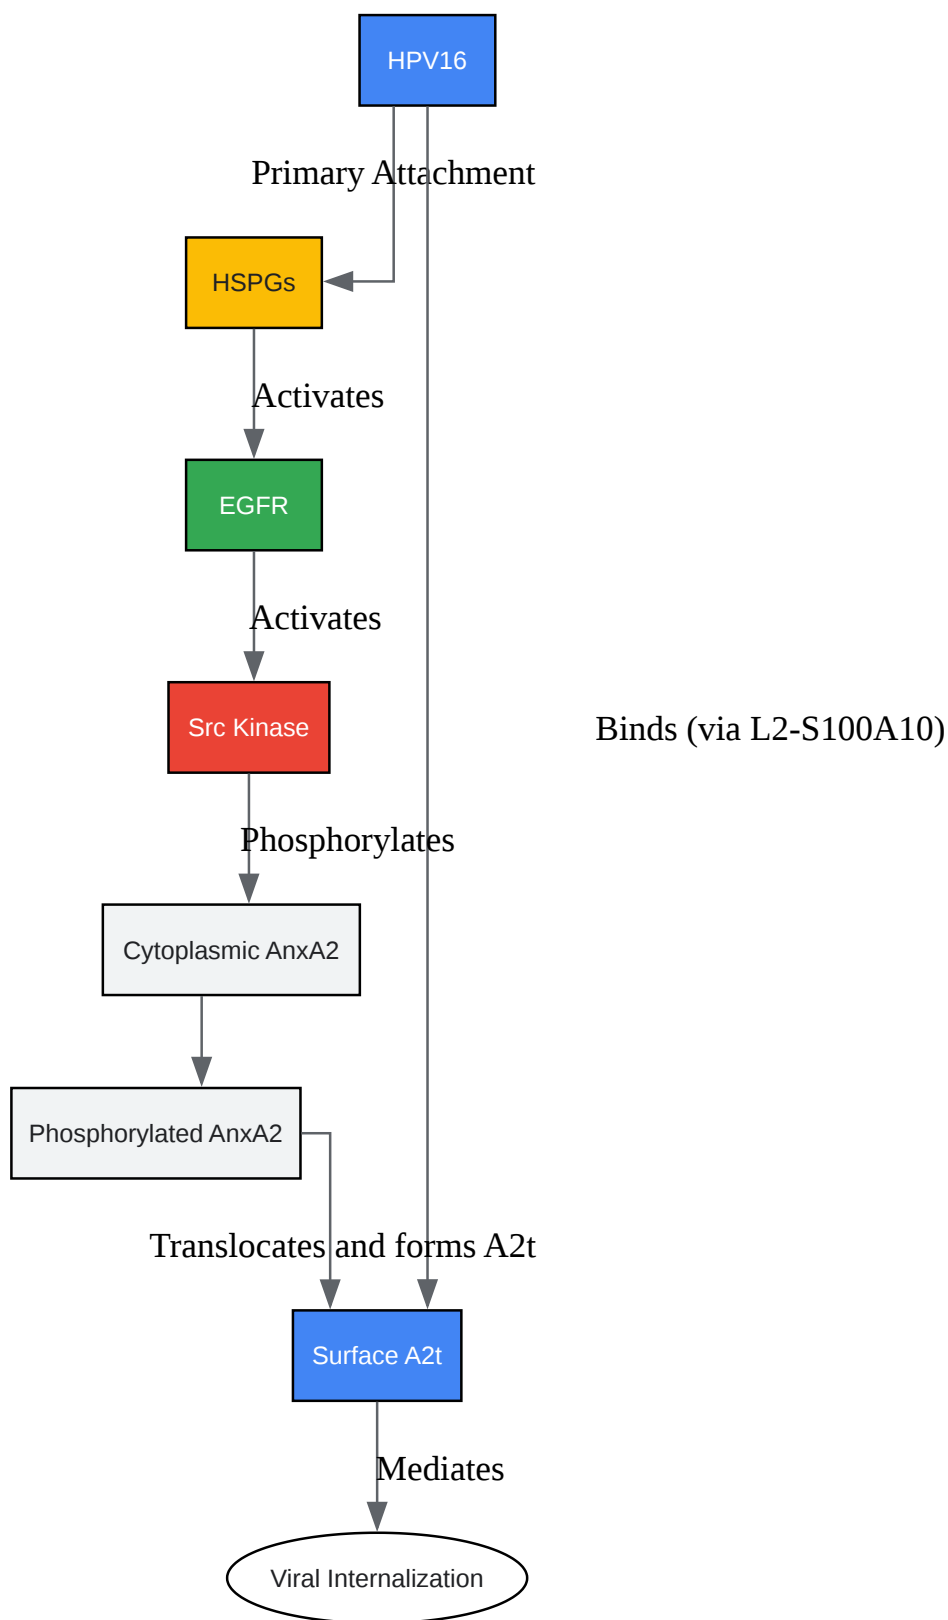 HPV16
Primary Attachment
HSPGs
Activates
EGFR
Activates
Src Kinase
Binds (via L2-S100A10)
Phosphorylates
Cytoplasmic AnxA2
Phosphorylated AnxA2
Translocates and forms A2t
Surface A2t
Mediates
Viral Internalization